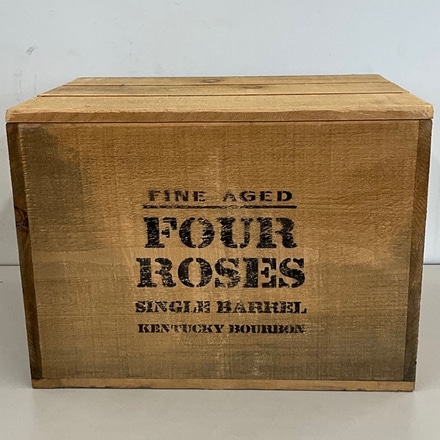 FINE AGED
FOUR
ROSES
SINGLE BARREL
KENTUCKY BOURBON